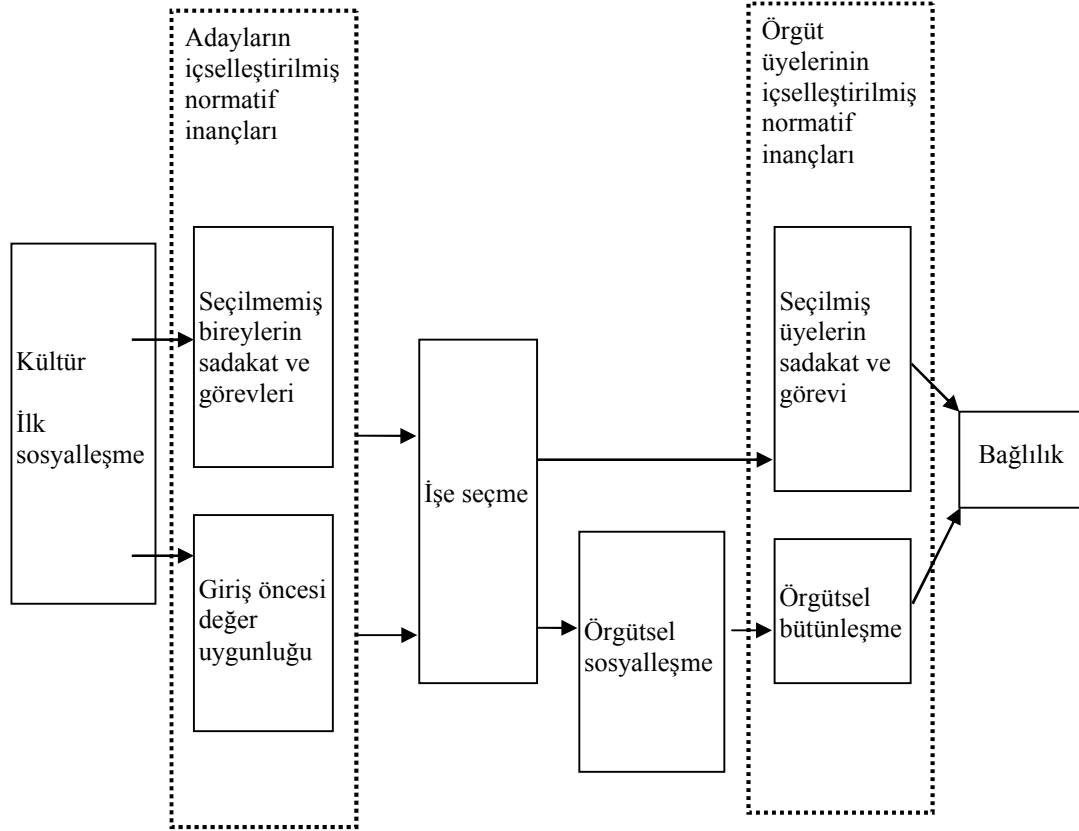 Adayların
içselleştirilmiş
normatif
inançları
Örgüt
üyelerinin
içselleştirilmiş
normatif
inançları
Kültür
İlk
sosyalleşme
Seçilmemiş
bireylerin
sadakat ve
görevleri
Giriş öncesi
değer
uygunluğu
İşe seçme
Örgütsel
sosyalleşme
Seçilmiş
üyelerin
sadakat ve
görevi
Örgütsel
bütünleşme
Bağlılık